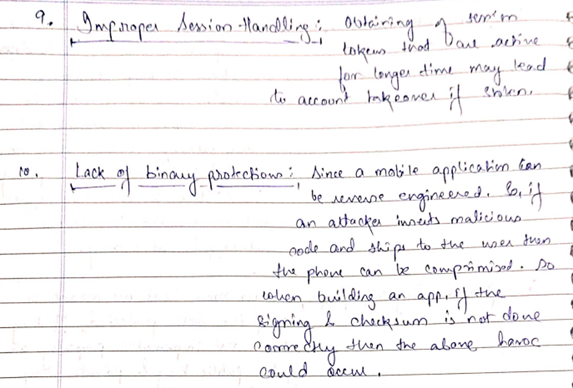 9. Improper Session Handling: Obtaining of
tokens that are active
for longer time may lead
to account takeover if stolen.
10. Lack of binary protections: Since a mobile application can
be reverse engineered. So, if
an attacker inserts malicious
code and ships to the user then
the phone can be compromised. So
when building an app, if the
signing & checksum is not done
correctly then the above havoc
could occur.